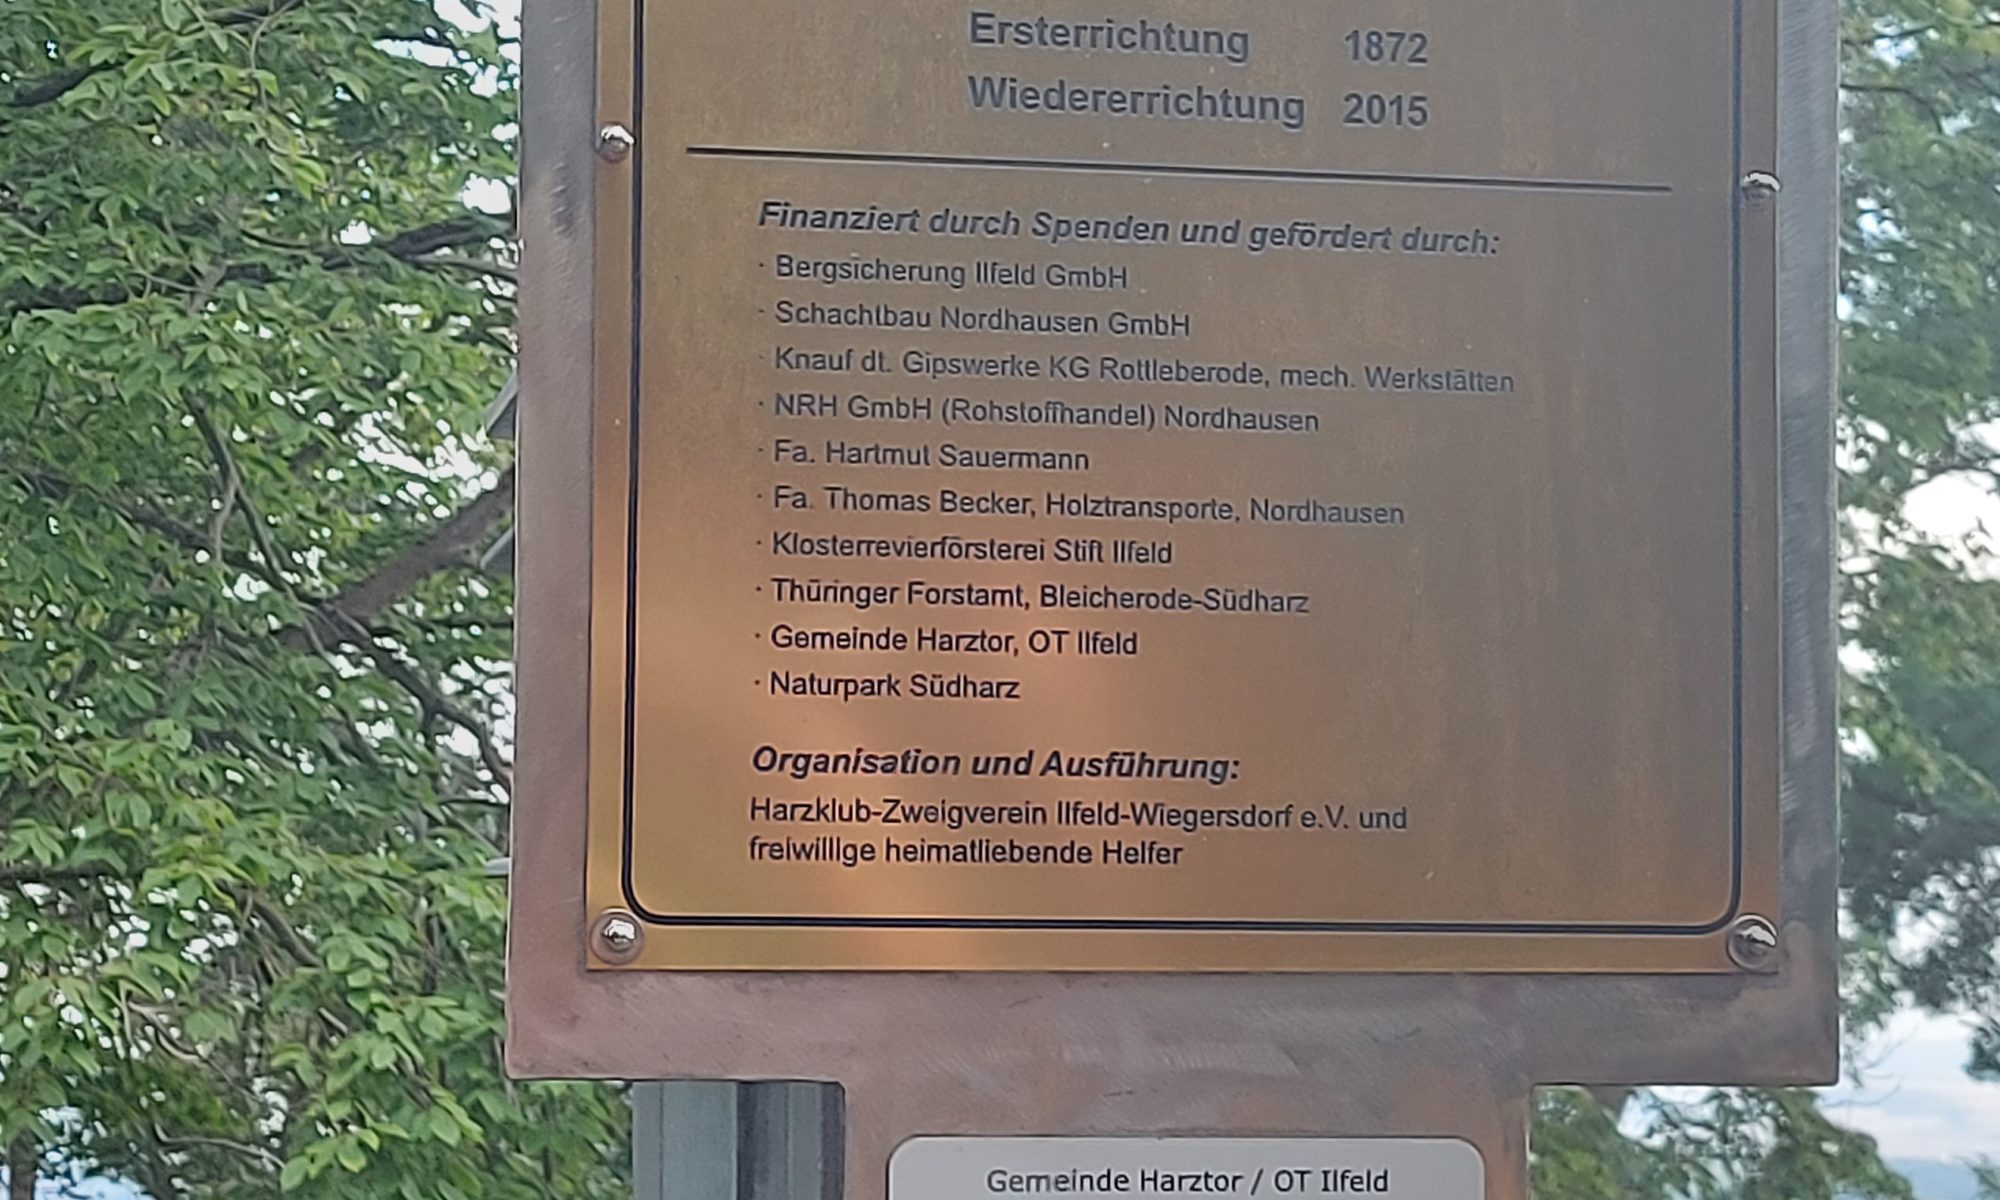 Ersterrichtung 1872
Wiedererrichtung 2015
Finanziert durch Spenden und gefördert durch:
· Bergsicherung Ilfeld GmbH
· Schachtbau Nordhausen GmbH
· Knauf dt. Gipswerke KG Rottleberode, mech. Werkstätten
· NRH GmbH (Rohstoffhandel) Nordhausen
· Fa. Hartmut Sauermann
· Fa. Thomas Becker, Holztransporte, Nordhausen
· Klosterrevierförsterei Stift Ilfeld
· Thüringer Forstamt, Bleicherode-Südharz
· Gemeinde Harztor, OT Ilfeld
· Naturpark Südharz
Organisation und Ausführung:
Harzklub-Zweigverein Ilfeld-Wiegersdorf e.V. und
freiwillige heimatliebende Helfer
Gemeinde Harztor / OT Ilfeld